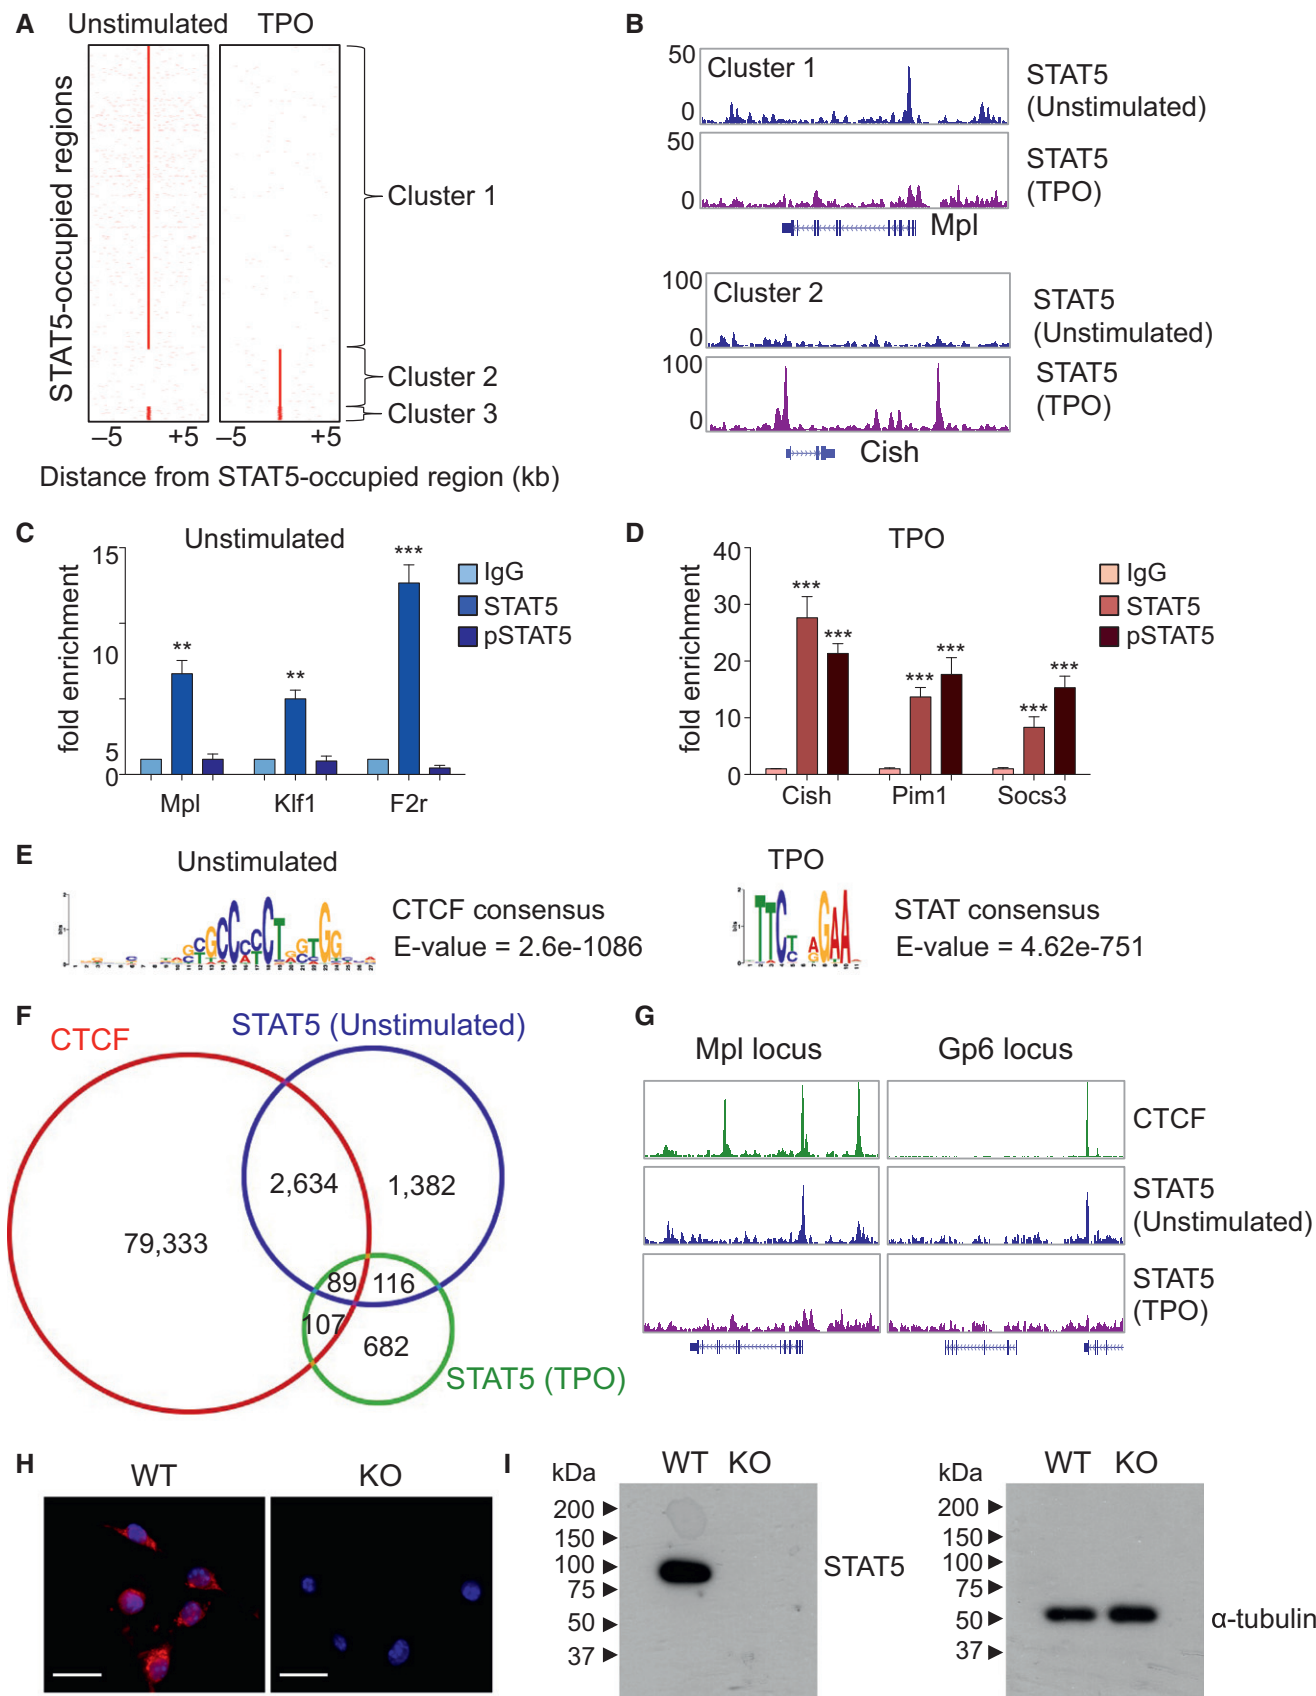 A
Unstimulated TPO
STAT5-occupied regions
Cluster 1
Cluster 2
Cluster 3
–5 +5 –5 +5
Distance from STAT5-occupied region (kb)
B
50
0
Cluster 1
STAT5
(Unstimulated)
50
0
STAT5
(TPO)
Mpl
100
0
Cluster 2
STAT5
(Unstimulated)
100
0
STAT5
(TPO)
Cish
C
Unstimulated
fold enrichment
15
10
5
0
** ** ***
IgG
STAT5
pSTAT5
Mpl Klf1 F2r
D
TPO
fold enrichment
40
30
20
10
0
*** *** *** *** *** ***
IgG
STAT5
pSTAT5
Cish Pim1 Socs3
E
Unstimulated
CTCF consensus
E-value = 2.6e-1086
TPO
STAT consensus
E-value = 4.62e-751
F
CTCF
STAT5 (Unstimulated)
2,634 1,382
79,333
89 116
107
682
STAT5 (TPO)
G
Mpl locus Gp6 locus
CTCF
STAT5
(Unstimulated)
STAT5
(TPO)
H
WT KO
I
kDa WT KO
200
150
100
75
50
37
STAT5
kDa WT KO
200
150
100
75
50
37
α-tubulin